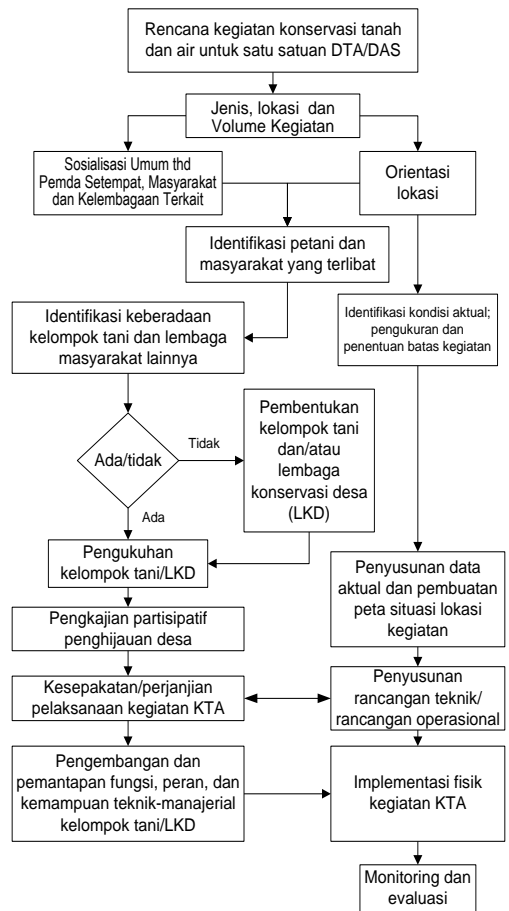 Rencana kegiatan konservasi tanah
dan air untuk satu satuan DTA/DAS
Jenis, lokasi dan
Volume Kegiatan
Sosialisasi Umum thd
Pemda Setempat, Masyarakat
dan Kelembagaan Terkait
Orientasi
lokasi
Identifikasi petani dan
masyarakat yang terlibat
Identifikasi keberadaan
kelompok tani dan lembaga
masyarakat lainnya
Identifikasi kondisi aktual;
pengukuran dan
penentuan batas kegiatan
Ada/tidak
Tidak
Pembentukan
kelompok tani
dan/atau
lembaga
konservasi desa
(LKD)
Ada
Pengukuhan
kelompok tani/LKD
Penyusunan data
aktual dan pembuatan
peta situasi lokasi
kegiatan
Pengkajian partisipatif
penghijauan desa
Kesepakatan/perjanjian
pelaksanaan kegiatan KTA
Penyusunan
rancangan teknik/
rancangan operasional
Pengembangan dan
pemantapan fungsi, peran, dan
kemampuan teknik-manajerial
kelompok tani/LKD
Implementasi fisik
kegiatan KTA
Monitoring dan
evaluasi